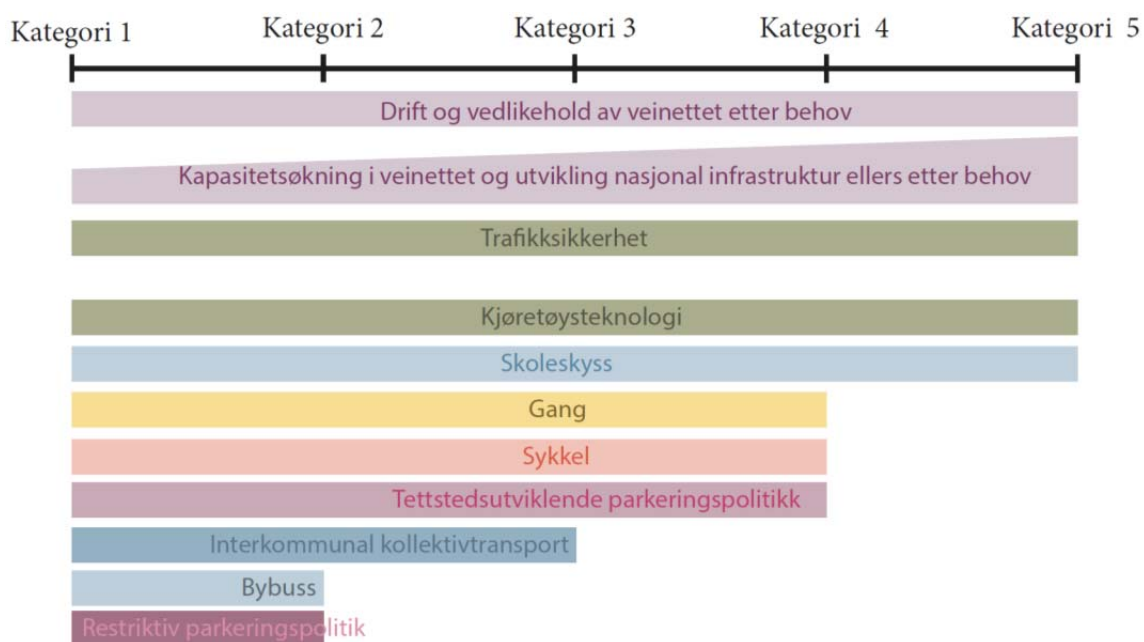 Kategori 1 Kategori 2 Kategori 3 Kategori 4 Kategori 5
Drift og vedlikehold av veinettet etter behov
Kapasitetsøkning i veinettet og utvikling nasjonal infrastruktur ellers etter behov
Trafikksikkerhet
Kjøretøysteknologi
Skoleskyss
Gang
Sykkel
Tettstedsutviklende parkeringspolitikk
Interkommunal kollektivtransport
Bybuss
Restriktiv parkeringspolitik